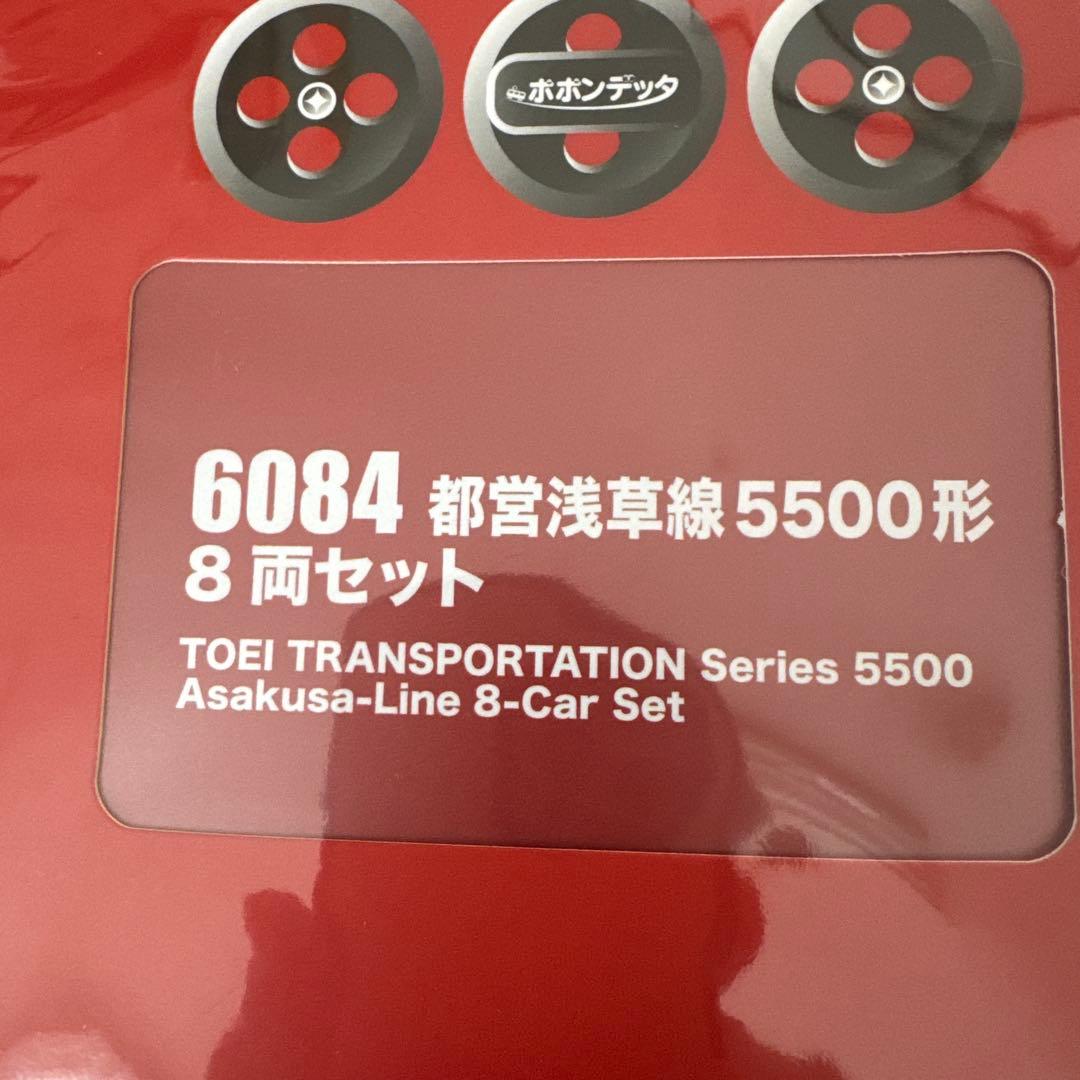 ポポンデッタ
6084 都営浅草線5500形
8両セット
TOEI TRANSPORTATION Series 5500
Asakusa-Line 8-Car Set